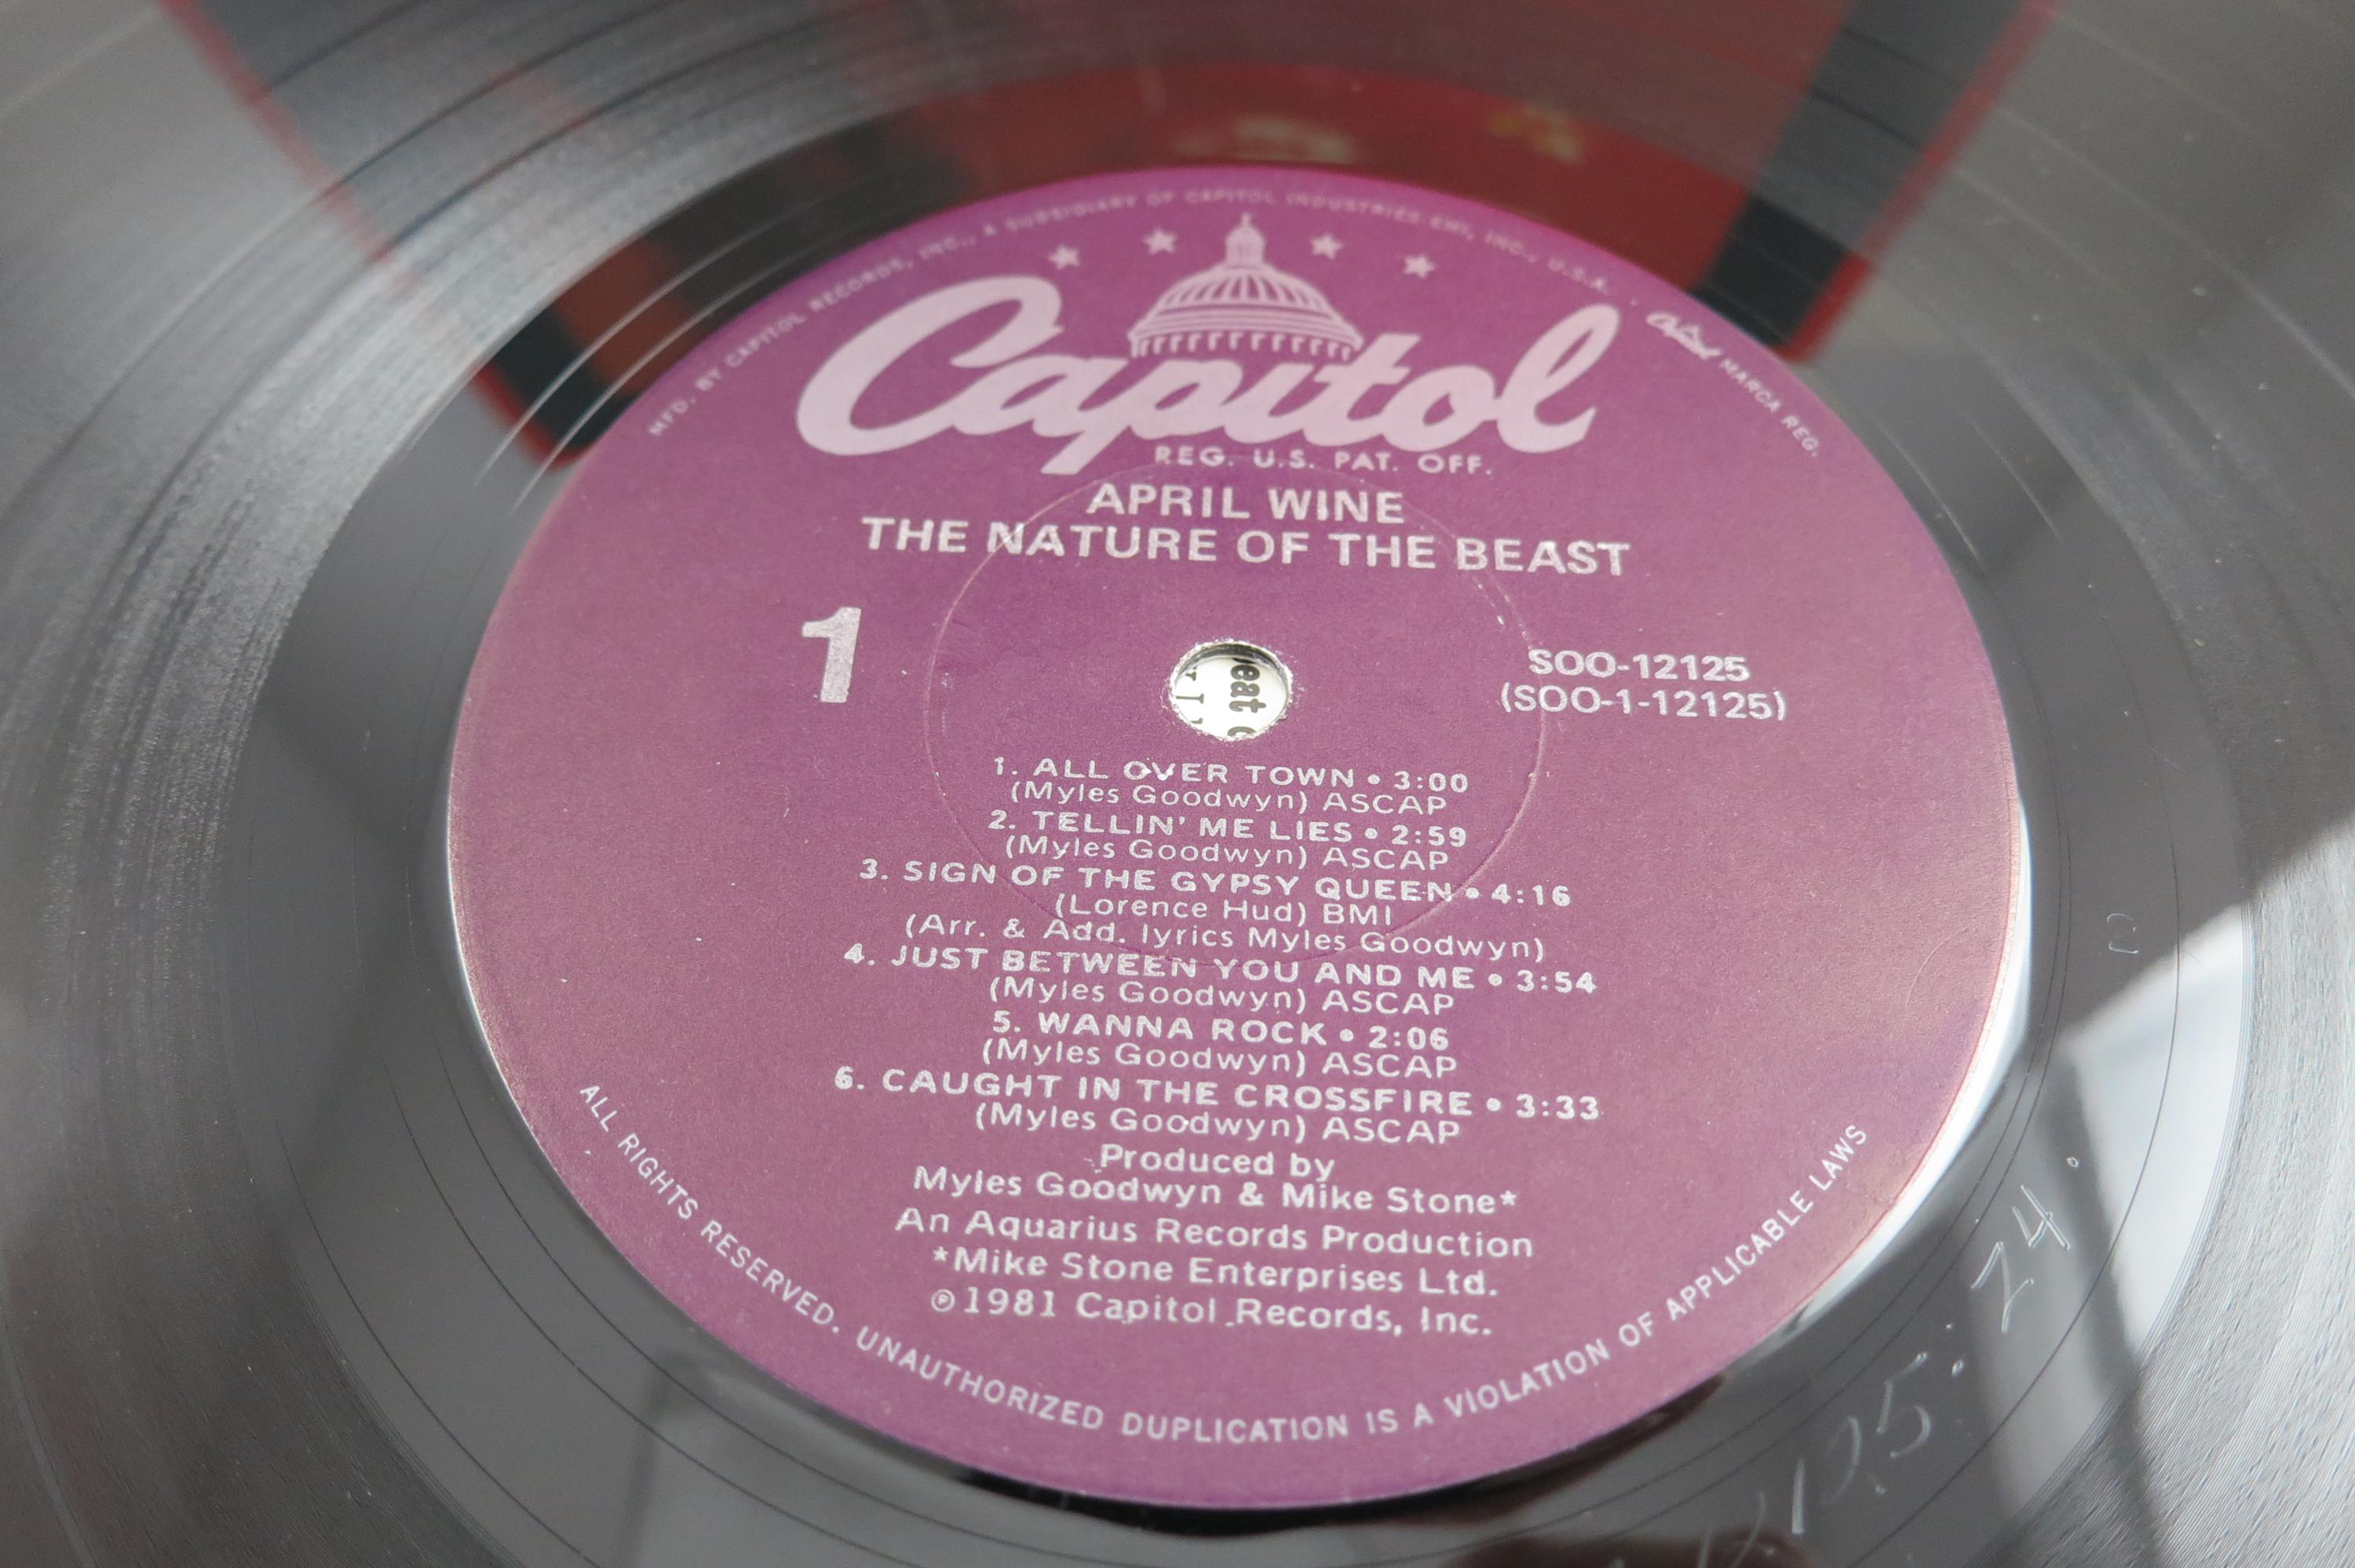 MFD. BY CAPITOL RECORDS, INC., A SUBSIDIARY OF CAPITOL INDUSTRIES-EMI, INC., U.S.A. • Capitol MARCA REG.
Capitol
REG. U.S. PAT. OFF.
APRIL WINE
THE NATURE OF THE BEAST
1
SOO-12125
(SOO-1-12125)
eat
1. ALL OVER TOWN • 3:00
(Myles Goodwyn) ASCAP
2. TELLIN' ME LIES • 2:59
(Myles Goodwyn) ASCAP
3. SIGN OF THE GYPSY QUEEN • 4:16
(Lorence Hud) BMI
(Arr. & Add. lyrics Myles Goodwyn)
4. JUST BETWEEN YOU AND ME • 3:54
(Myles Goodwyn) ASCAP
5. WANNA ROCK • 2:06
(Myles Goodwyn) ASCAP
6. CAUGHT IN THE CROSSFIRE • 3:33
(Myles Goodwyn) ASCAP
Produced by
Myles Goodwyn & Mike Stone*
An Aquarius Records Production
*Mike Stone Enterprises Ltd.
℗1981 Capitol Records, Inc.
ALL RIGHTS RESERVED. UNAUTHORIZED DUPLICATION IS A VIOLATION OF APPLICABLE LAWS